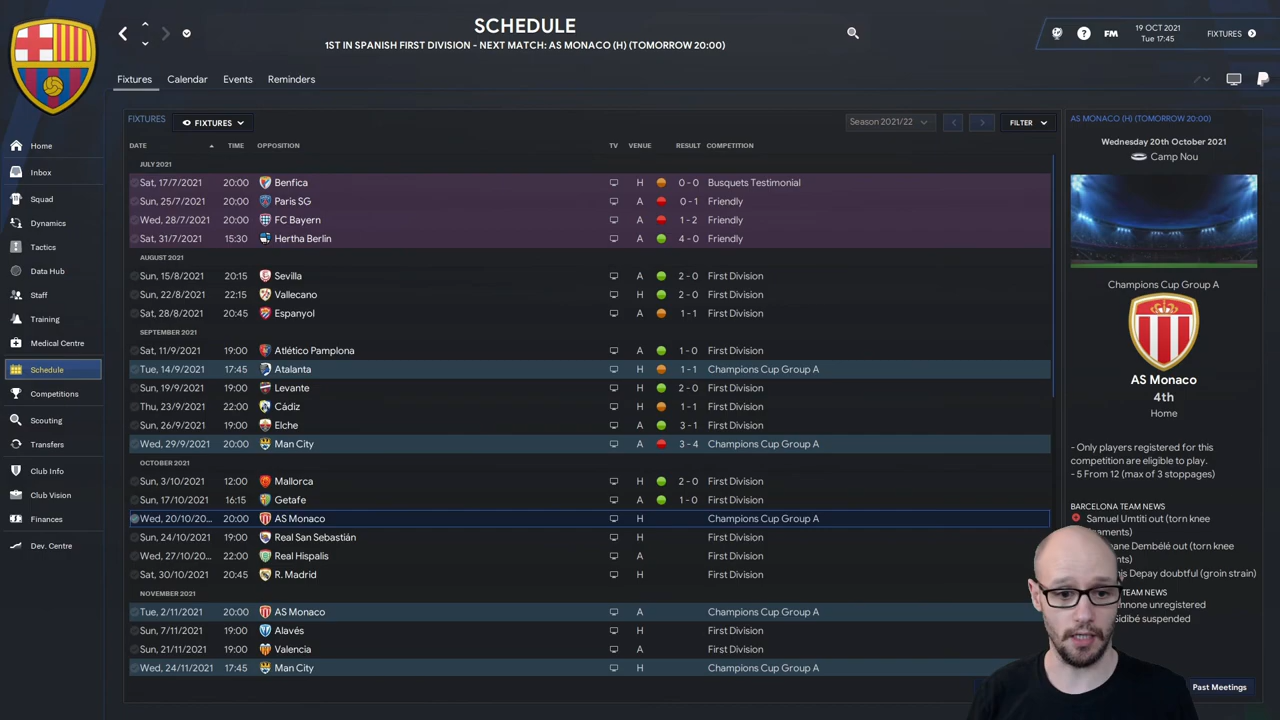 SCHEDULE
1ST IN SPANISH FIRST DIVISION - NEXT MATCH: AS MONACO (H) (TOMORROW 20:00)
FM
19 OCT 2021
Tue 17:45
FIXTURES
Fixtures Calendar Events Reminders
Home
Inbox
Squad
Dynamics
Tactics
Data Hub
Staff
Training
Medical Centre
Schedule
Competitions
Scouting
Transfers
Club Info
Club Vision
Finances
Dev. Centre
FIXTURES FIXTURES Season 2021/22 FILTER
DATE TIME OPPOSITION TV VENUE RESULT COMPETITION
JULY 2021
Sat, 17/7/2021 20:00 Benfica H 0 - 0 Busquets Testimonial
Sun, 25/7/2021 20:00 Paris SG A 0 - 1 Friendly
Wed, 28/7/2021 20:00 FC Bayern A 1 - 2 Friendly
Sat, 31/7/2021 15:30 Hertha Berlin A 4 - 0 Friendly
AUGUST 2021
Sun, 15/8/2021 20:15 Sevilla A 2 - 0 First Division
Sun, 22/8/2021 22:15 Vallecano H 2 - 0 First Division
Sat, 28/8/2021 20:45 Espanyol A 1 - 1 First Division
SEPTEMBER 2021
Sat, 11/9/2021 19:00 Atlético Pamplona A 1 - 0 First Division
Tue, 14/9/2021 17:45 Atalanta H 1 - 1 Champions Cup Group A
Sun, 19/9/2021 19:00 Levante H 2 - 0 First Division
Thu, 23/9/2021 22:00 Cádiz H 1 - 1 First Division
Sun, 26/9/2021 19:00 Elche A 3 - 1 First Division
Wed, 29/9/2021 20:00 Man City A 3 - 4 Champions Cup Group A
OCTOBER 2021
Sun, 3/10/2021 12:00 Mallorca H 2 - 0 First Division
Sun, 17/10/2021 16:15 Getafe A 1 - 0 First Division
Wed, 20/10/20... 20:00 AS Monaco H Champions Cup Group A
Sun, 24/10/2021 19:00 Real San Sebastián H First Division
Wed, 27/10/20... 22:00 Real Hispalis H First Division
Sat, 30/10/2021 20:45 R. Madrid H First Division
NOVEMBER 2021
Tue, 2/11/2021 20:00 AS Monaco A Champions Cup Group A
Sun, 7/11/2021 19:00 Alavés H First Division
Sun, 21/11/2021 19:00 Valencia A First Division
Wed, 24/11/2021 17:45 Man City H Champions Cup Group A
AS MONACO (H) (TOMORROW 20:00)
Wednesday 20th October 2021
Camp Nou
Champions Cup Group A
AS Monaco
4th
Home
- Only players registered for this
competition are eligible to play.
- 5 From 12 (max of 3 stoppages)
BARCELONA TEAM NEWS
Samuel Umtiti out (torn knee
Dembélé out (torn knee
Depay doubtful (groin strain)
TEAM NEWS
unregistered
suspended
Past Meetings